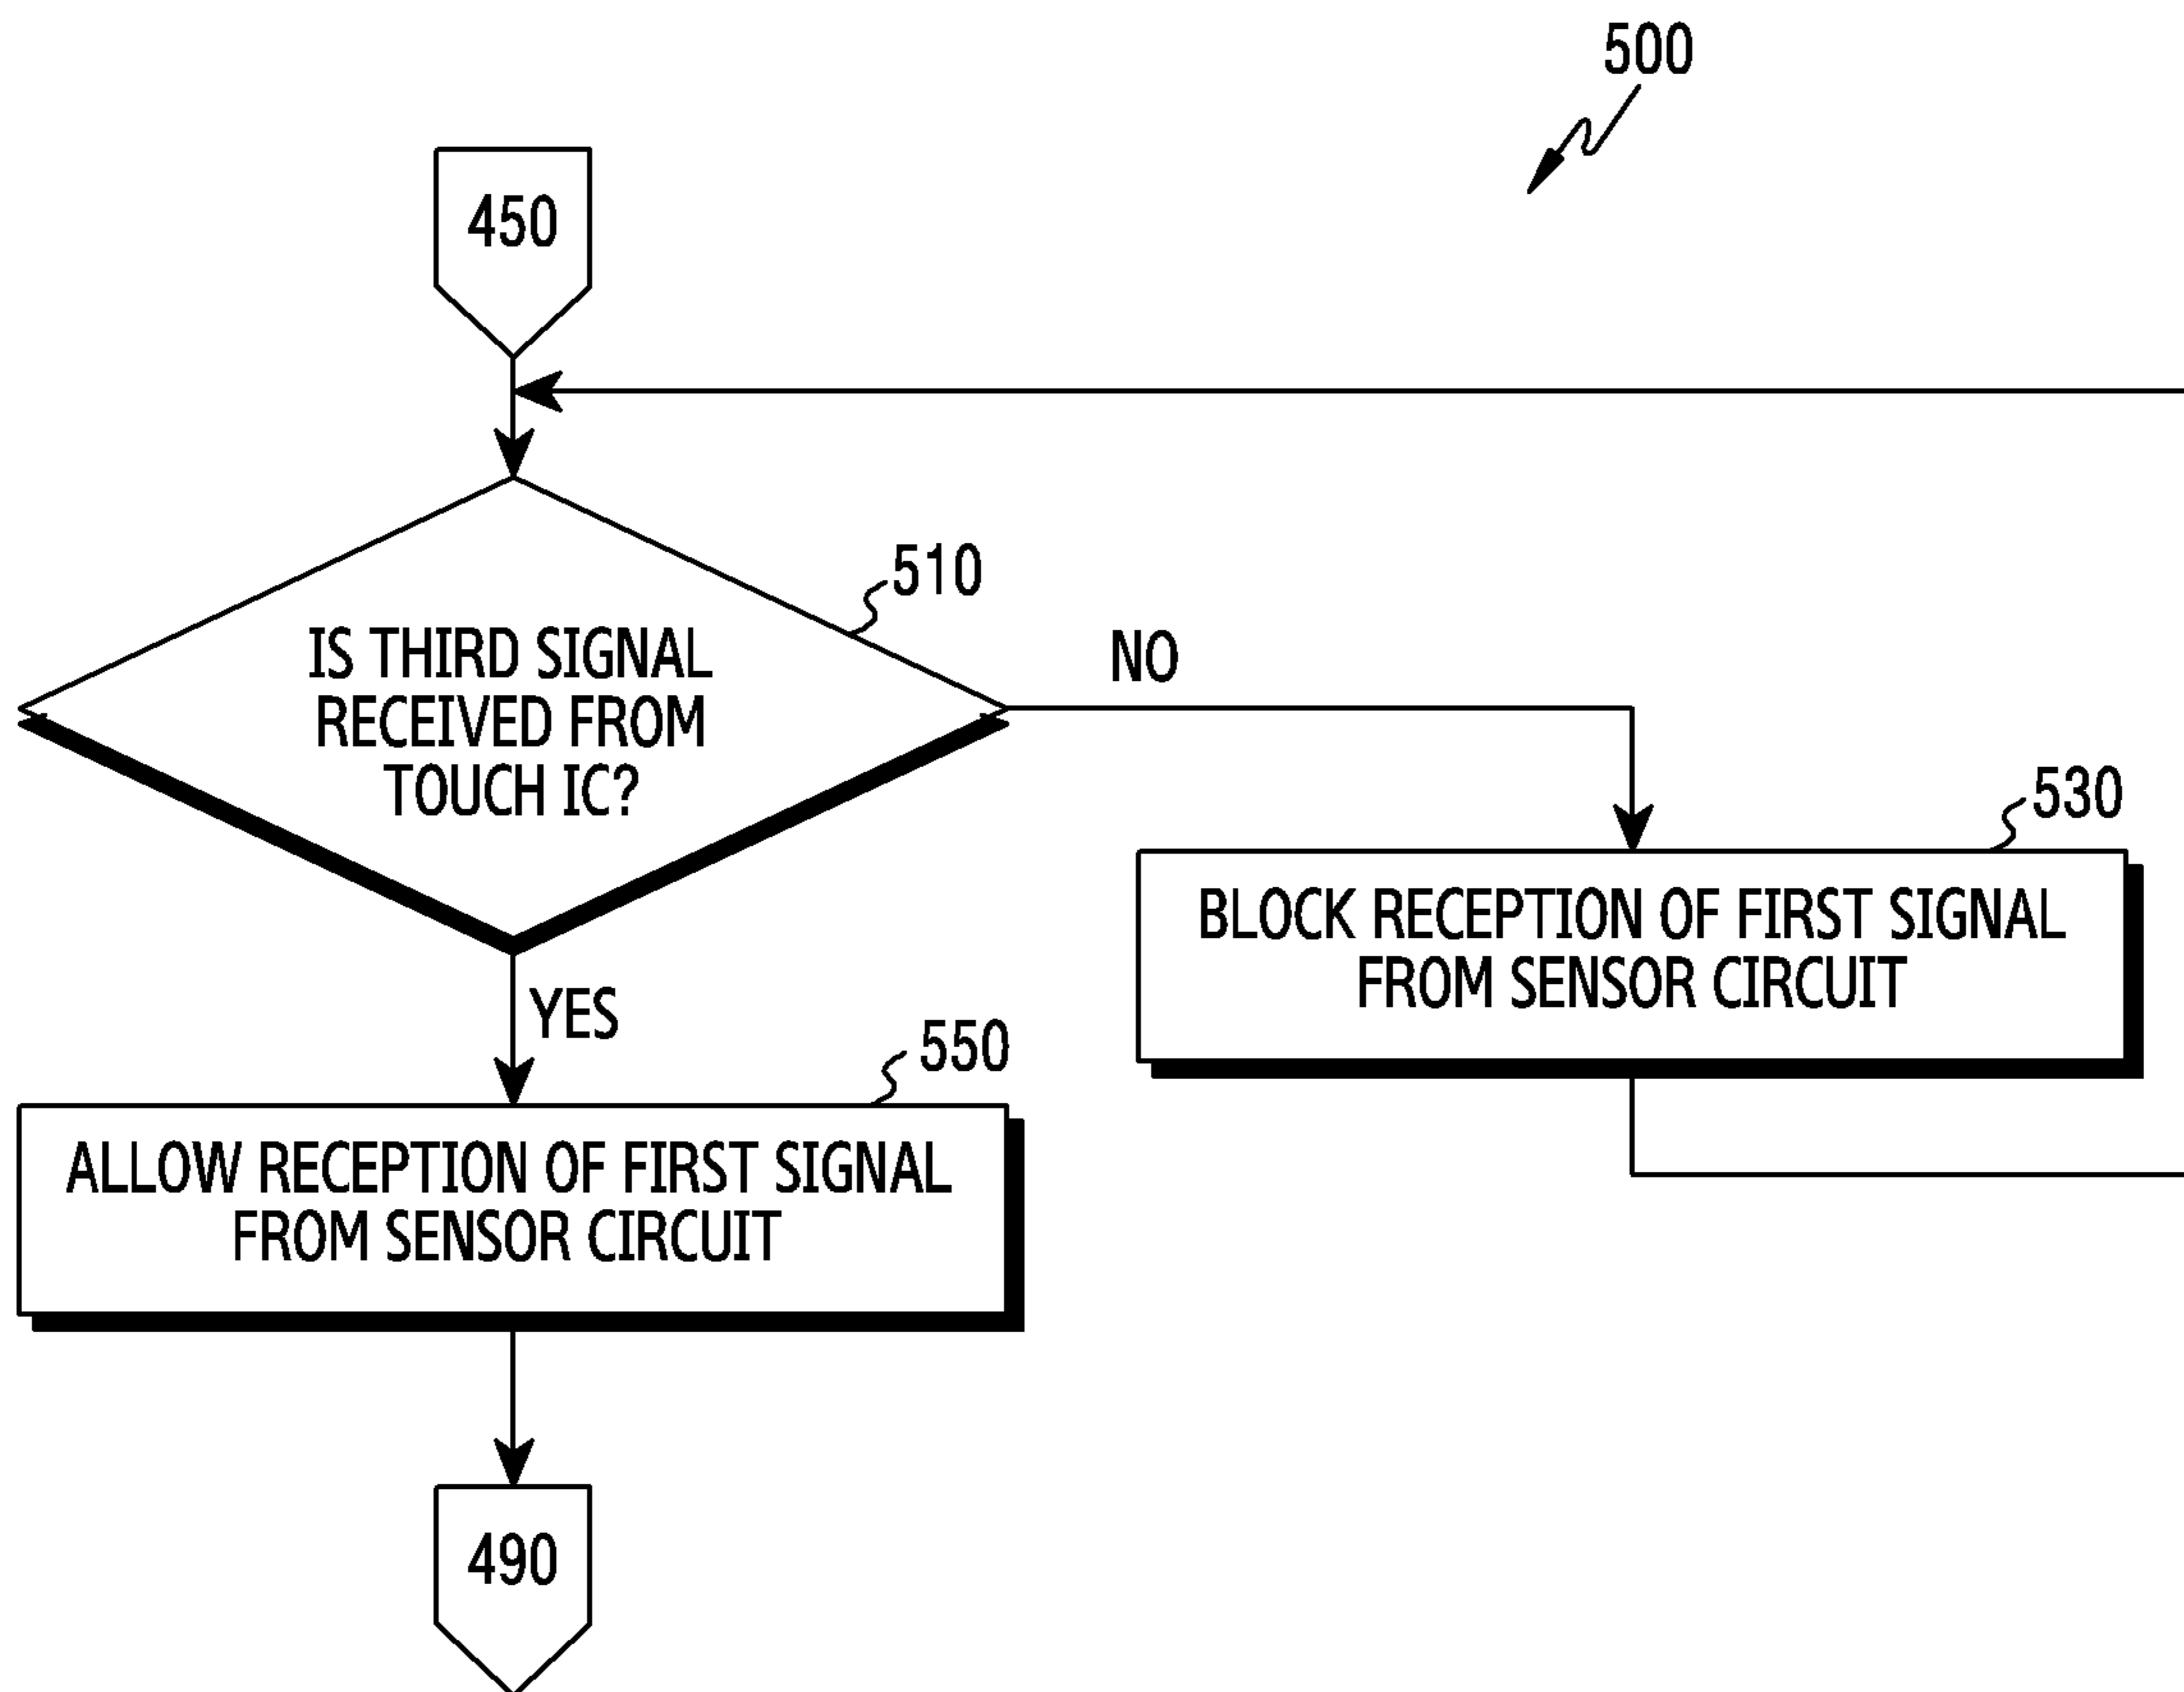 500
450
510
IS THIRD SIGNAL
RECEIVED FROM
TOUCH IC?
NO
530
BLOCK RECEPTION OF FIRST SIGNAL
FROM SENSOR CIRCUIT
YES
550
ALLOW RECEPTION OF FIRST SIGNAL
FROM SENSOR CIRCUIT
490